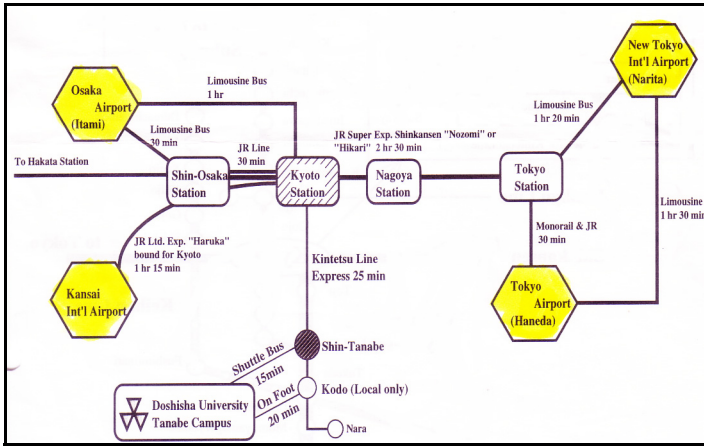 New Tokyo
Int'l Airport
(Narita)
Osaka
Airport
(Itami)
Limousine Bus
1 hr
Limousine Bus
1 hr 20 min
Limousine Bus
30 min
JR Line
30 min
JR Super Exp. Shinkansen "Nozomi" or
"Hikari" 2 hr 30 min
To Hakata Station
Shin-Osaka
Station
Kyoto
Station
Nagoya
Station
Tokyo
Station
Limousine
1 hr 30 min
Monorail & JR
30 min
JR Ltd. Exp. "Haruka"
bound for Kyoto
1 hr 15 min
Kintetsu Line
Express 25 min
Kansai
Int'l Airport
Tokyo
Airport
(Haneda)
Shin-Tanabe
Shuttle Bus
15min
Kodo (Local only)
On Foot
20 min
Doshisha University
Tanabe Campus
Nara